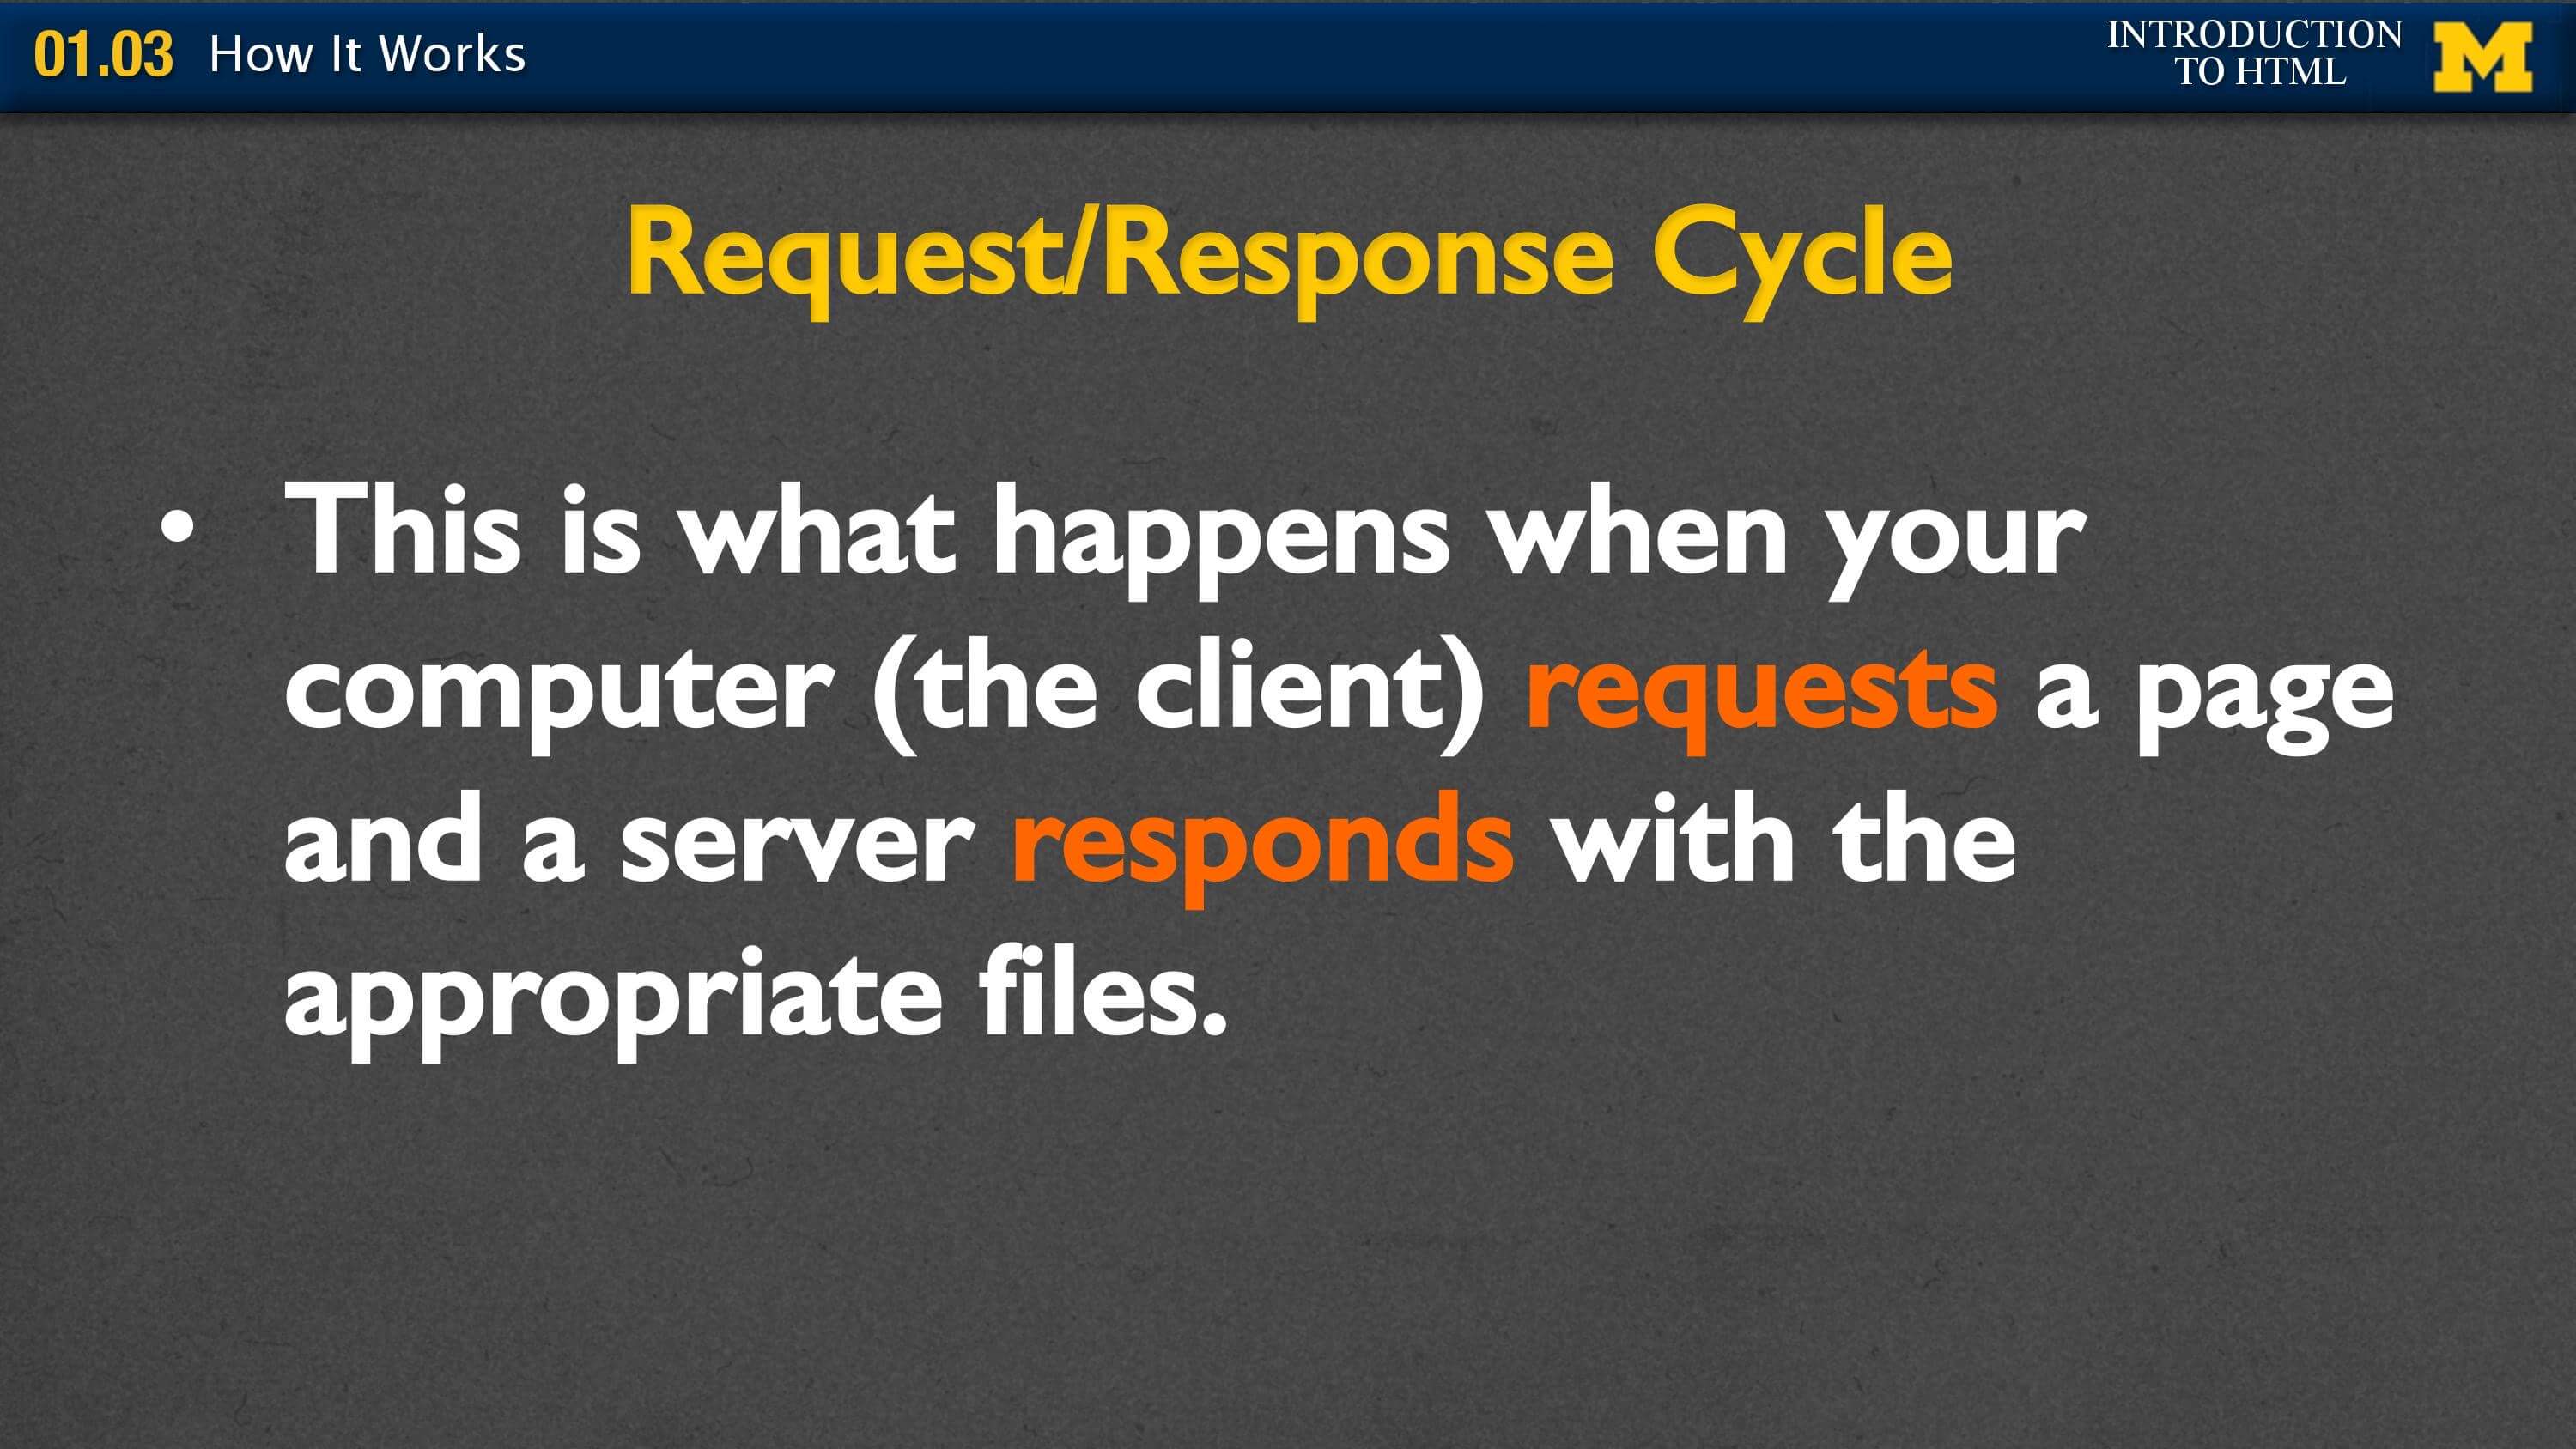 01.03 How It Works
INTRODUCTION
TO HTML
M
Request/Response Cycle
• This is what happens when your
computer (the client) requests a page
and a server responds with the
appropriate files.